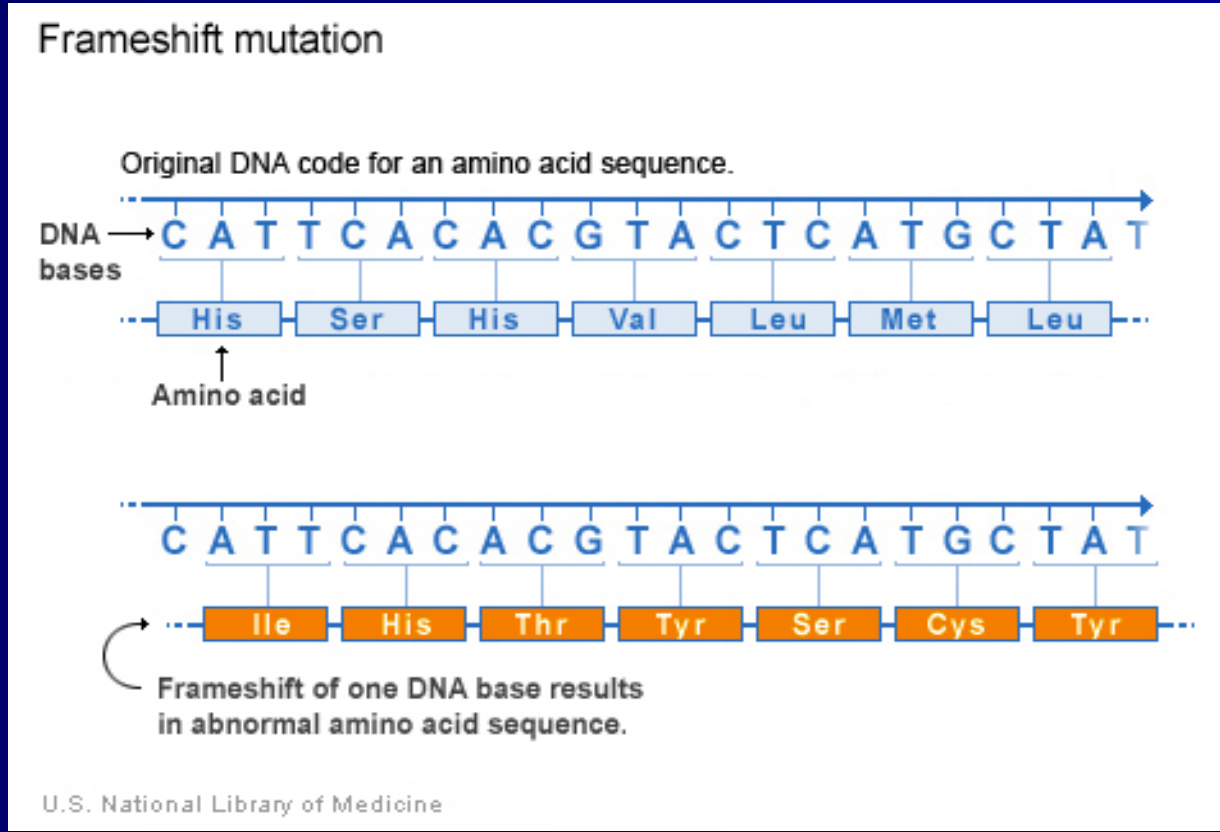 Frameshift mutation
Original DNA code for an amino acid sequence.
DNA bases
C A T T C A C A C G T A C T C A T G C T A T
His Ser His Val Leu Met Leu
Amino acid
C A T T C A C A C G T A C T C A T G C T A T
Ile His Thr Tyr Ser Cys Tyr
Frameshift of one DNA base results
in abnormal amino acid sequence.
U.S. National Library of Medicine